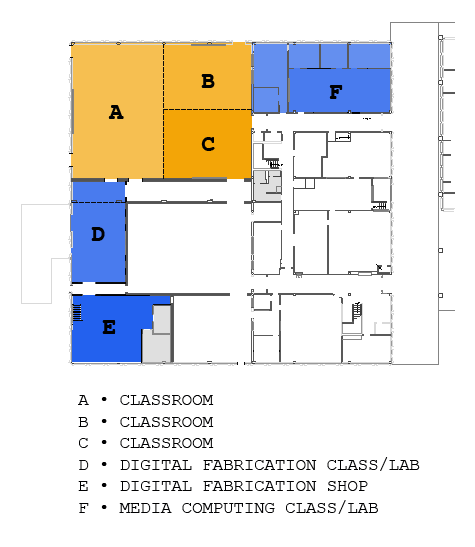 A
B
C
F
D
E
A • CLASSROOM
B • CLASSROOM
C • CLASSROOM
D • DIGITAL FABRICATION CLASS/LAB
E • DIGITAL FABRICATION SHOP
F • MEDIA COMPUTING CLASS/LAB